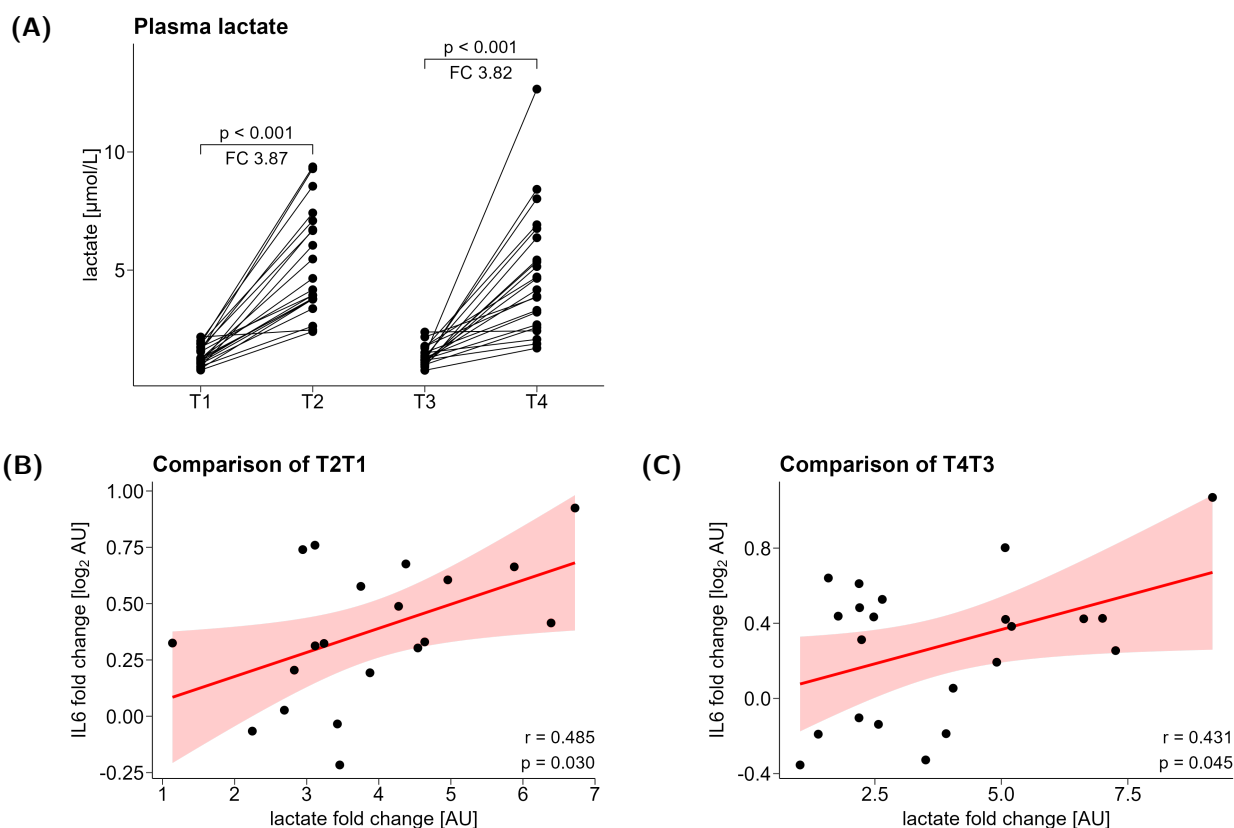 (A)
Plasma lactate
p < 0.001
FC 3.87
p < 0.001
FC 3.82
lactate [µmol/L]
10
5
T1 T2 T3 T4
(B)
Comparison of T2T1
IL6 fold change [log₂ AU]
1.00
0.75
0.50
0.25
0.00
-0.25
r = 0.485
p = 0.030
1 2 3 4 5 6 7
lactate fold change [AU]
(C)
Comparison of T4T3
IL6 fold change [log₂ AU]
0.8
0.4
0.0
-0.4
r = 0.431
p = 0.045
2.5 5.0 7.5
lactate fold change [AU]